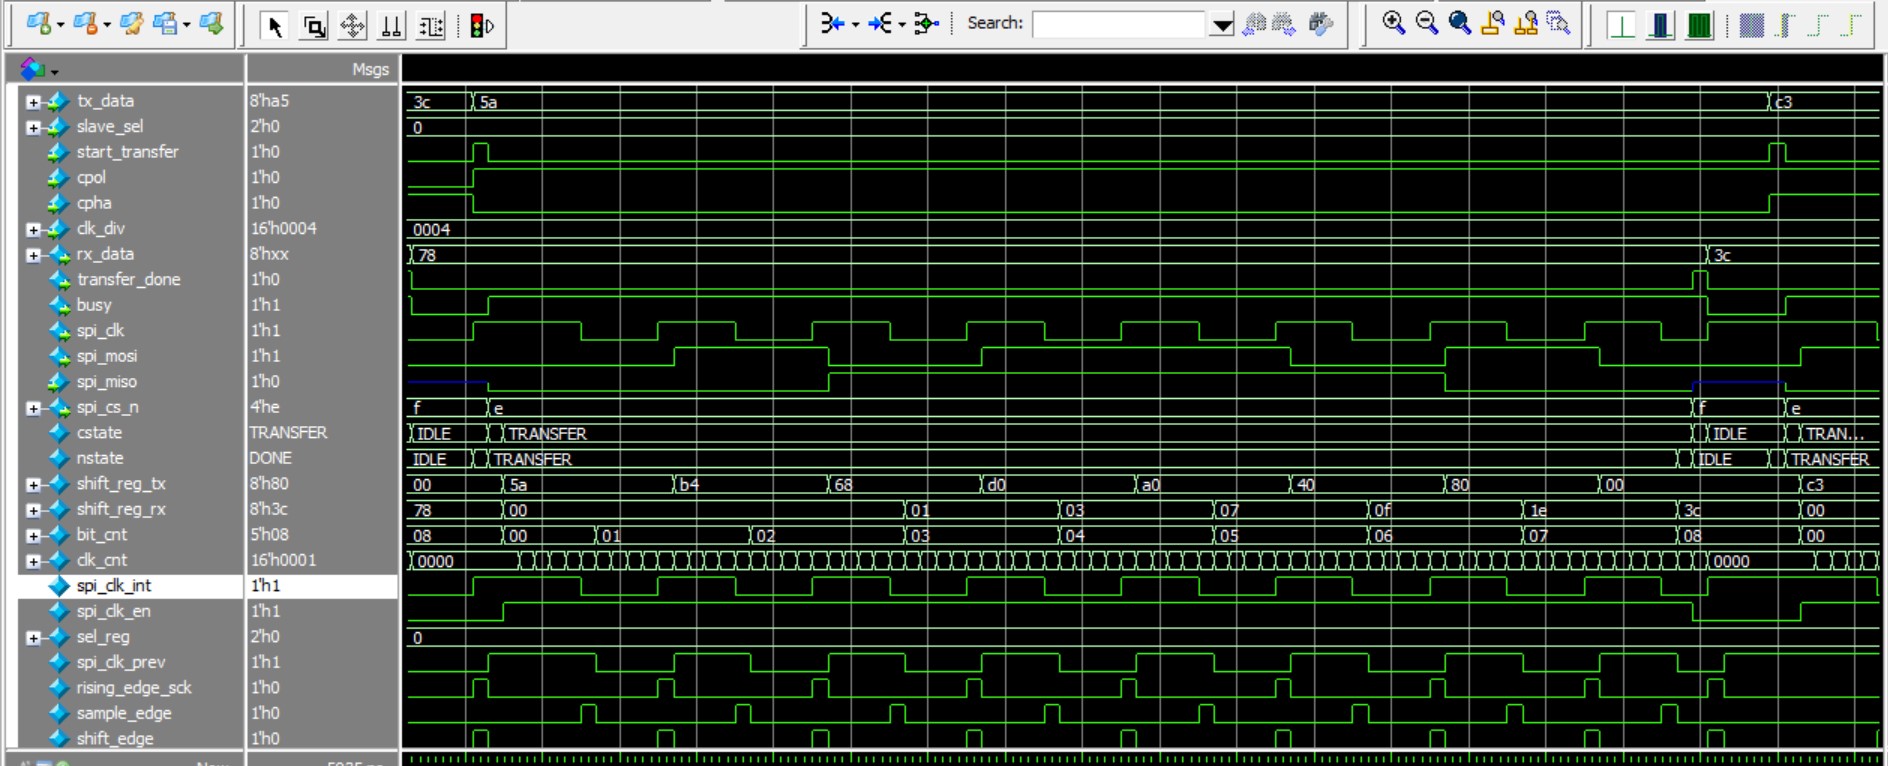 Search:
Msgs
tx_data 8'ha5 3c 5a c3
slave_sel 2'h0 0
start_transfer 1'h0
cpol 1'h0
cpha 1'h0
clk_div 16'h0004 0004
rx_data 8'hxx 78 3c
transfer_done 1'h0
busy 1'h1
spi_clk 1'h1
spi_mosi 1'h1
spi_miso 1'h0
spi_cs_n 4'he f e f e
cstate TRANSFER IDLE TRANSFER IDLE TRAN...
nstate DONE IDLE TRANSFER IDLE TRANSFER
shift_reg_tx 8'h80 00 5a b4 68 d0 a0 40 80 00 c3
shift_reg_rx 8'h3c 78 00 01 03 07 0f 1e 3c 00
bit_cnt 5'h08 08 00 01 02 03 04 05 06 07 08 00
clk_cnt 16'h0001 0000 0000
spi_clk_int 1'h1
spi_clk_en 1'h1
sel_reg 2'h0 0
spi_clk_prev 1'h1
rising_edge_sck 1'h0
sample_edge 1'h0
shift_edge 1'h0